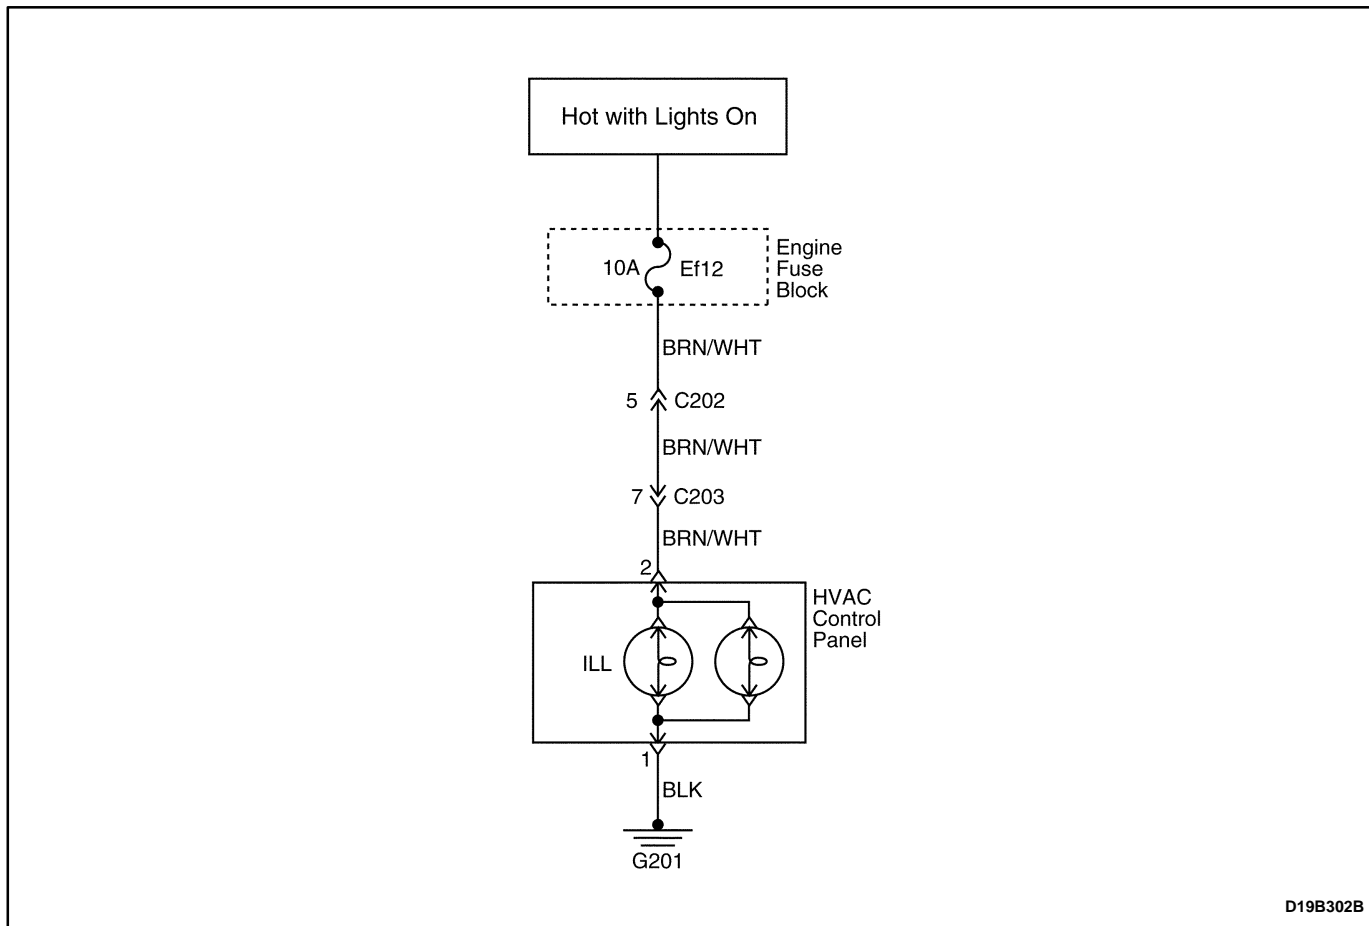 Hot with Lights On
10A
Ef12
Engine
Fuse
Block
BRN/WHT
5
C202
BRN/WHT
7
C203
BRN/WHT
2
HVAC
Control
Panel
ILL
1
BLK
G201
D19B302B